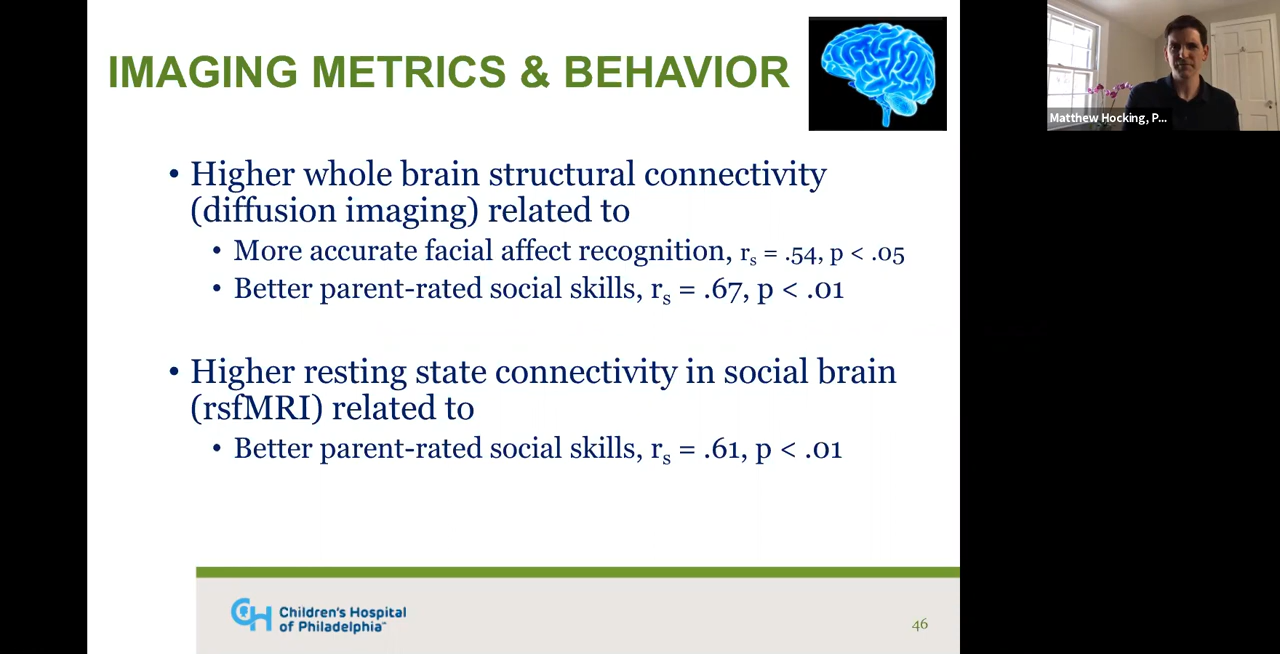 IMAGING METRICS & BEHAVIOR
Matthew Hocking, P...
• Higher whole brain structural connectivity
(diffusion imaging) related to
• More accurate facial affect recognition, rs = .54, p < .05
• Better parent-rated social skills, rs = .67, p < .01
• Higher resting state connectivity in social brain
(rsfMRI) related to
• Better parent-rated social skills, rs = .61, p < .01
CH Children's Hospital
of Philadelphia™
46